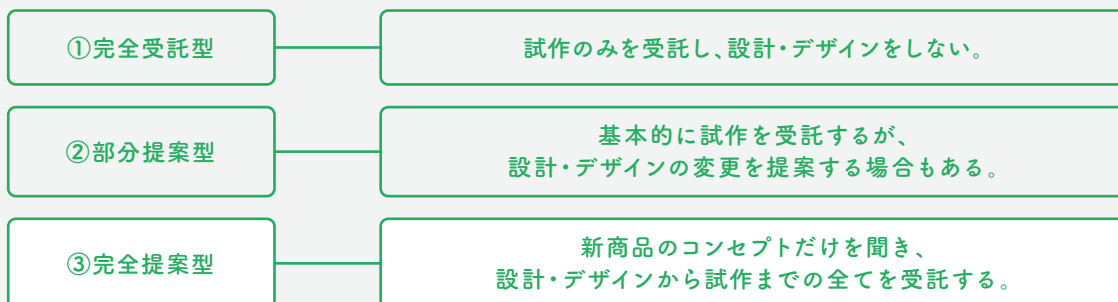 ①完全受託型
試作のみを受託し、設計・デザインをしない。
②部分提案型
基本的に試作を受託するが、
設計・デザインの変更を提案する場合もある。
③完全提案型
新商品のコンセプトだけを聞き、
設計・デザインから試作までの全てを受託する。